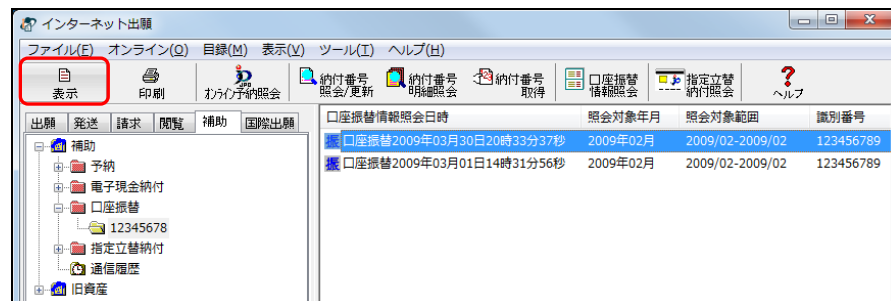 インターネット出願
ファイル(F) オンライン(O) 目録(M) 表示(V) ツール(T) ヘルプ(H)
表示 印刷 オンライン予納照会 納付番号照会/更新 納付番号明細照会 納付番号取得 口座振替情報照会 指定立替納付照会 ヘルプ
出願 発送 請求 閲覧 補助 国際出願
口座振替情報照会日時 照会対象年月 照会対象範囲 識別番号
補助
振 口座振替2009年03月30日20時33分37秒 2009年02月 2009/02-2009/02 123456789
予納
振 口座振替2009年03月01日14時31分56秒 2009年02月 2009/02-2009/02 123456789
電子現金納付
口座振替
12345678
指定立替納付
通信履歴
旧資産